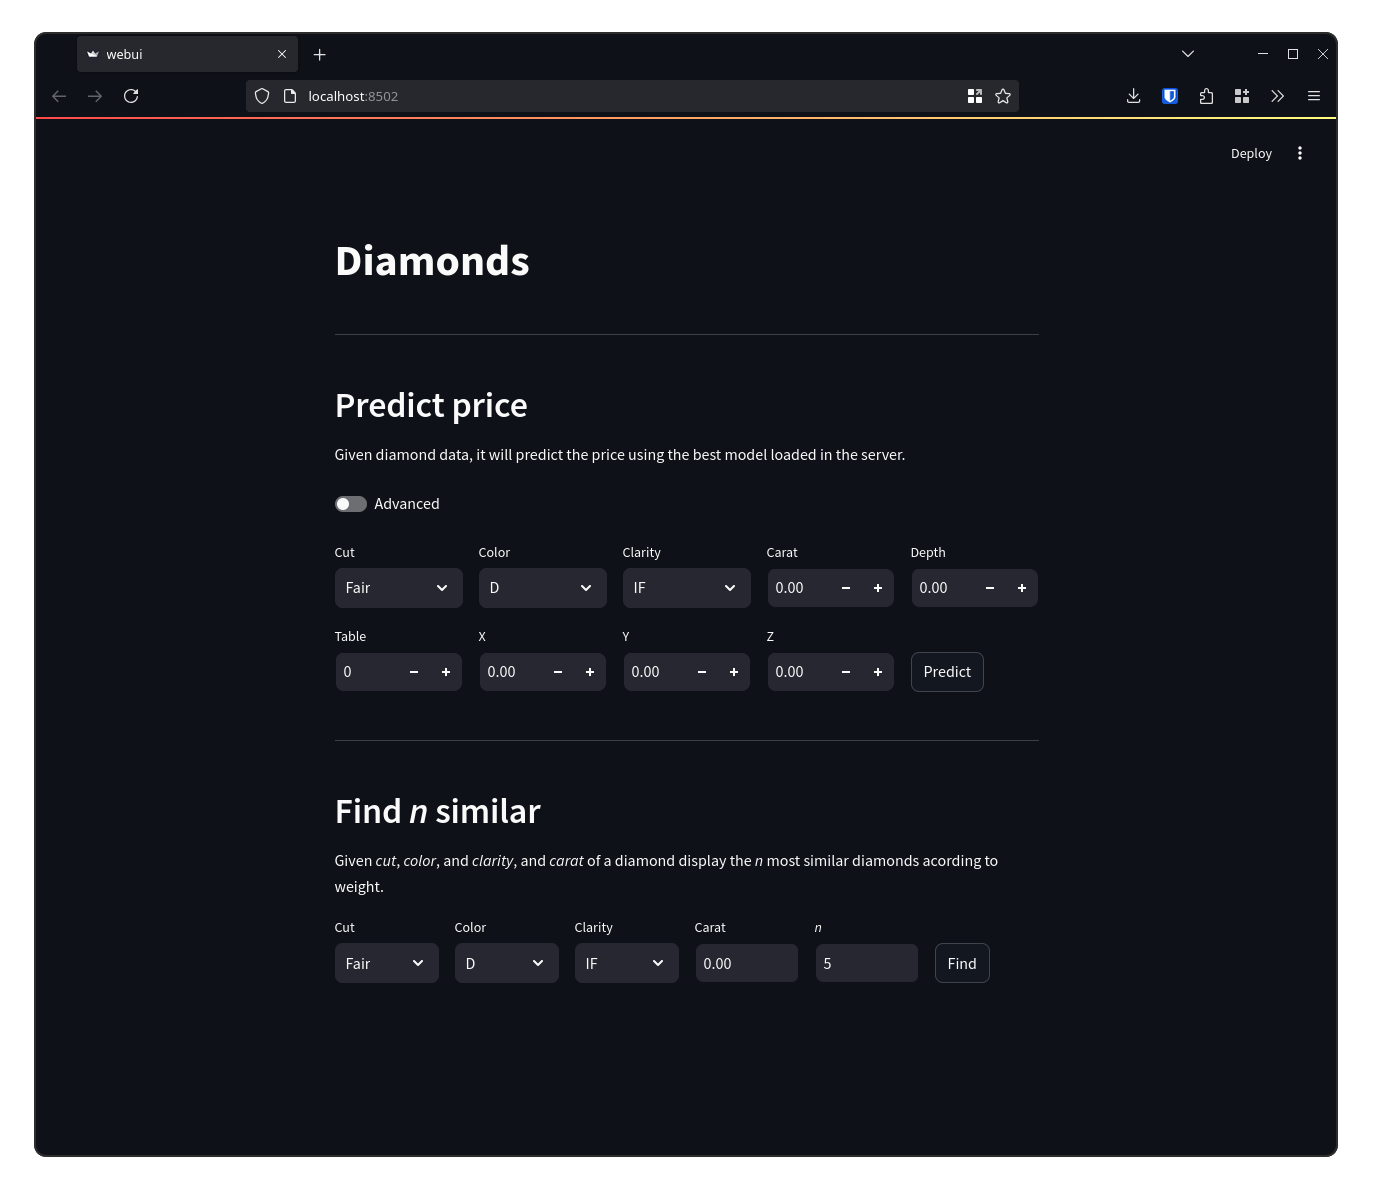 webui
localhost:8502
Deploy
Diamonds
Predict price
Given diamond data, it will predict the price using the best model loaded in the server.
Advanced
Cut Color Clarity Carat Depth
Fair D IF 0.00 0.00
Table X Y Z
0 0.00 0.00 0.00 Predict
Find n similar
Given cut, color, and clarity, and carat of a diamond display the n most similar diamonds acording to
weight.
Cut Color Clarity Carat n
Fair D IF 0.00 5 Find